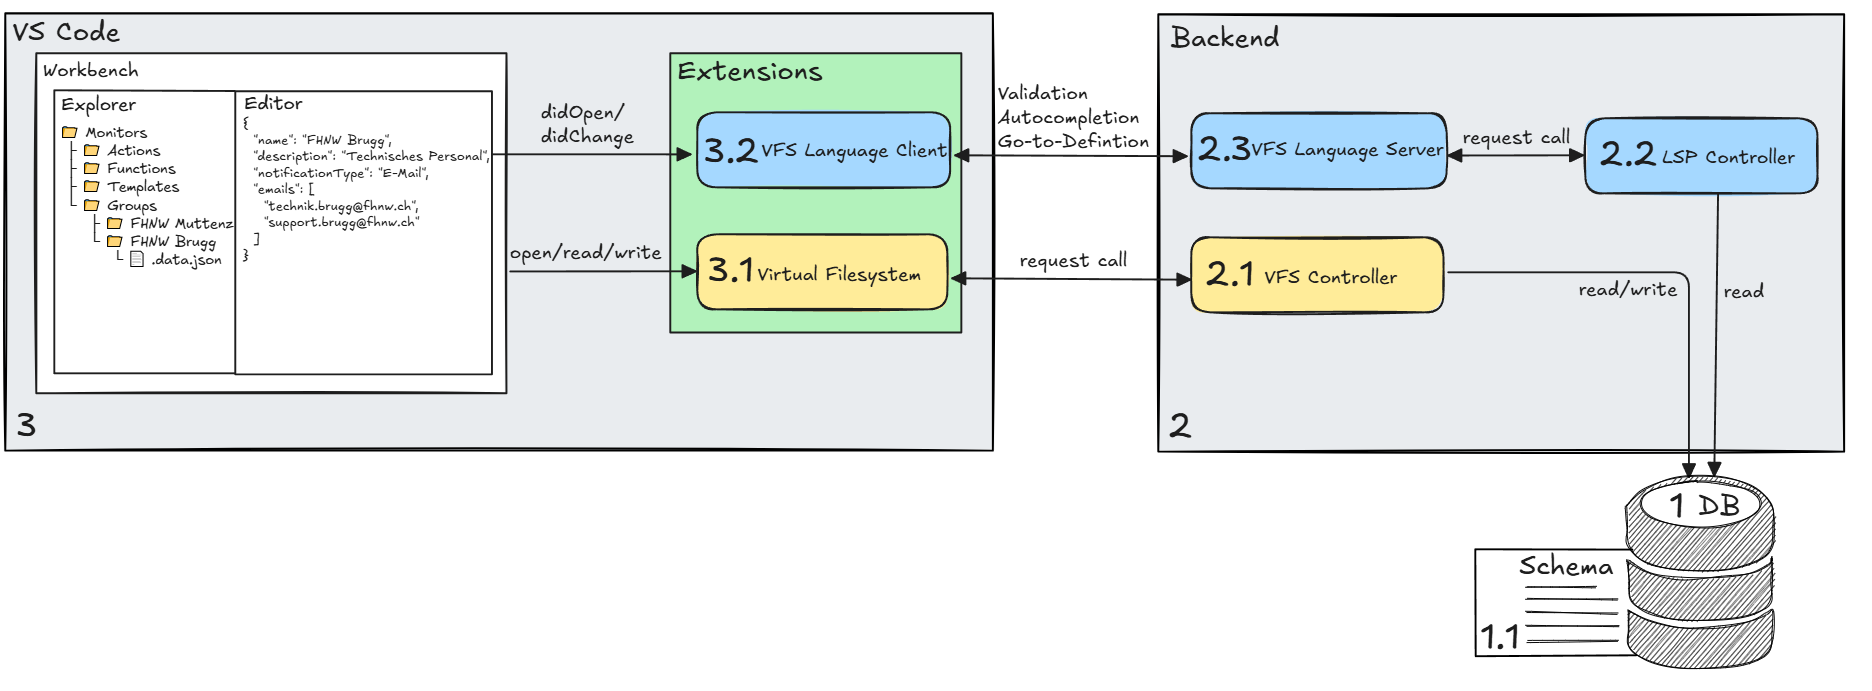 VS Code
Workbench
Explorer
Monitors
Actions
Functions
Templates
Groups
FHNW Muttenz
FHNW Brugg
.data.json
Editor
{
"name": "FHNW Brugg",
"description": "Technisches Personal",
"notificationType": "E-Mail",
"emails": [
"technik.brugg@fhnw.ch",
"support.brugg@fhnw.ch"
]
}
didOpen/
didChange
open/read/write
Extensions
3.2 VFS Language Client
3.1 Virtual Filesystem
3
Validation
Autocompletion
Go-to-Defintion
request call
Backend
2.3 VFS Language Server
request call
2.2 LSP Controller
2.1 VFS Controller
read/write
read
2
1 DB
Schema
1.1